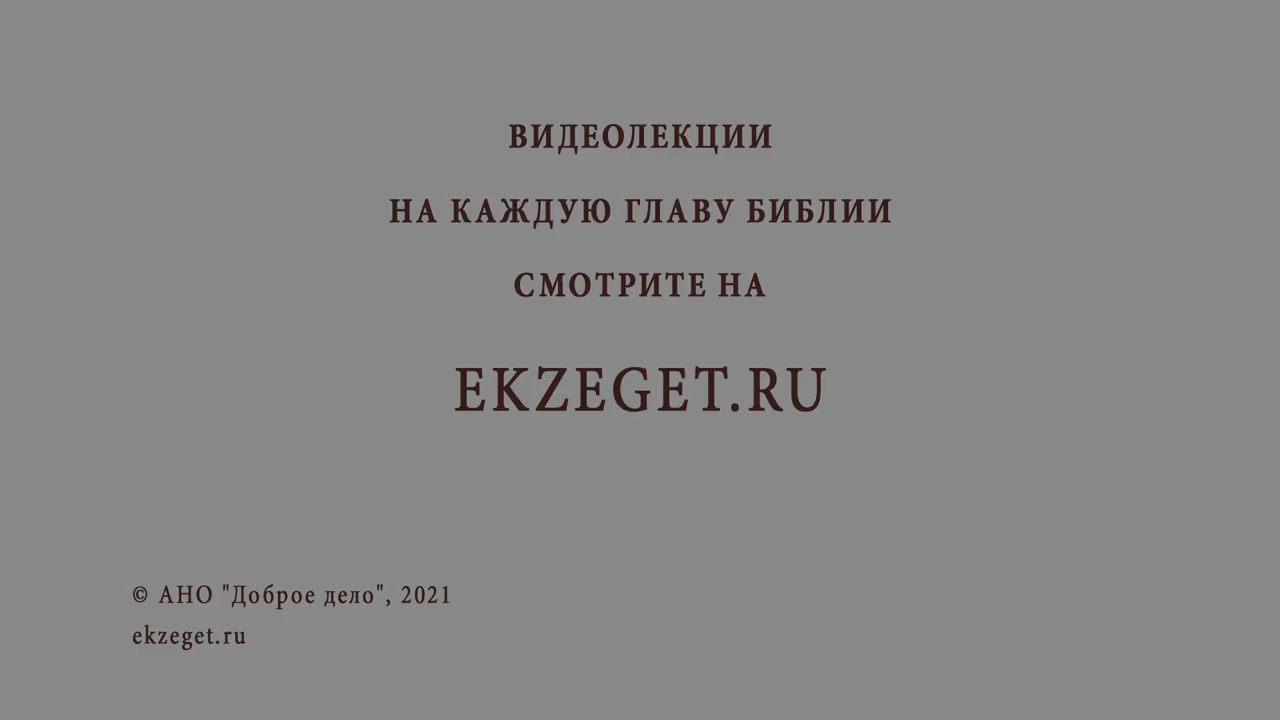 ВИДЕОЛЕКЦИИ
НА КАЖДУЮ ГЛАВУ БИБЛИИ
СМОТРИТЕ НА
EKZEGET.RU
© АНО "Доброе дело", 2021
ekzeget.ru